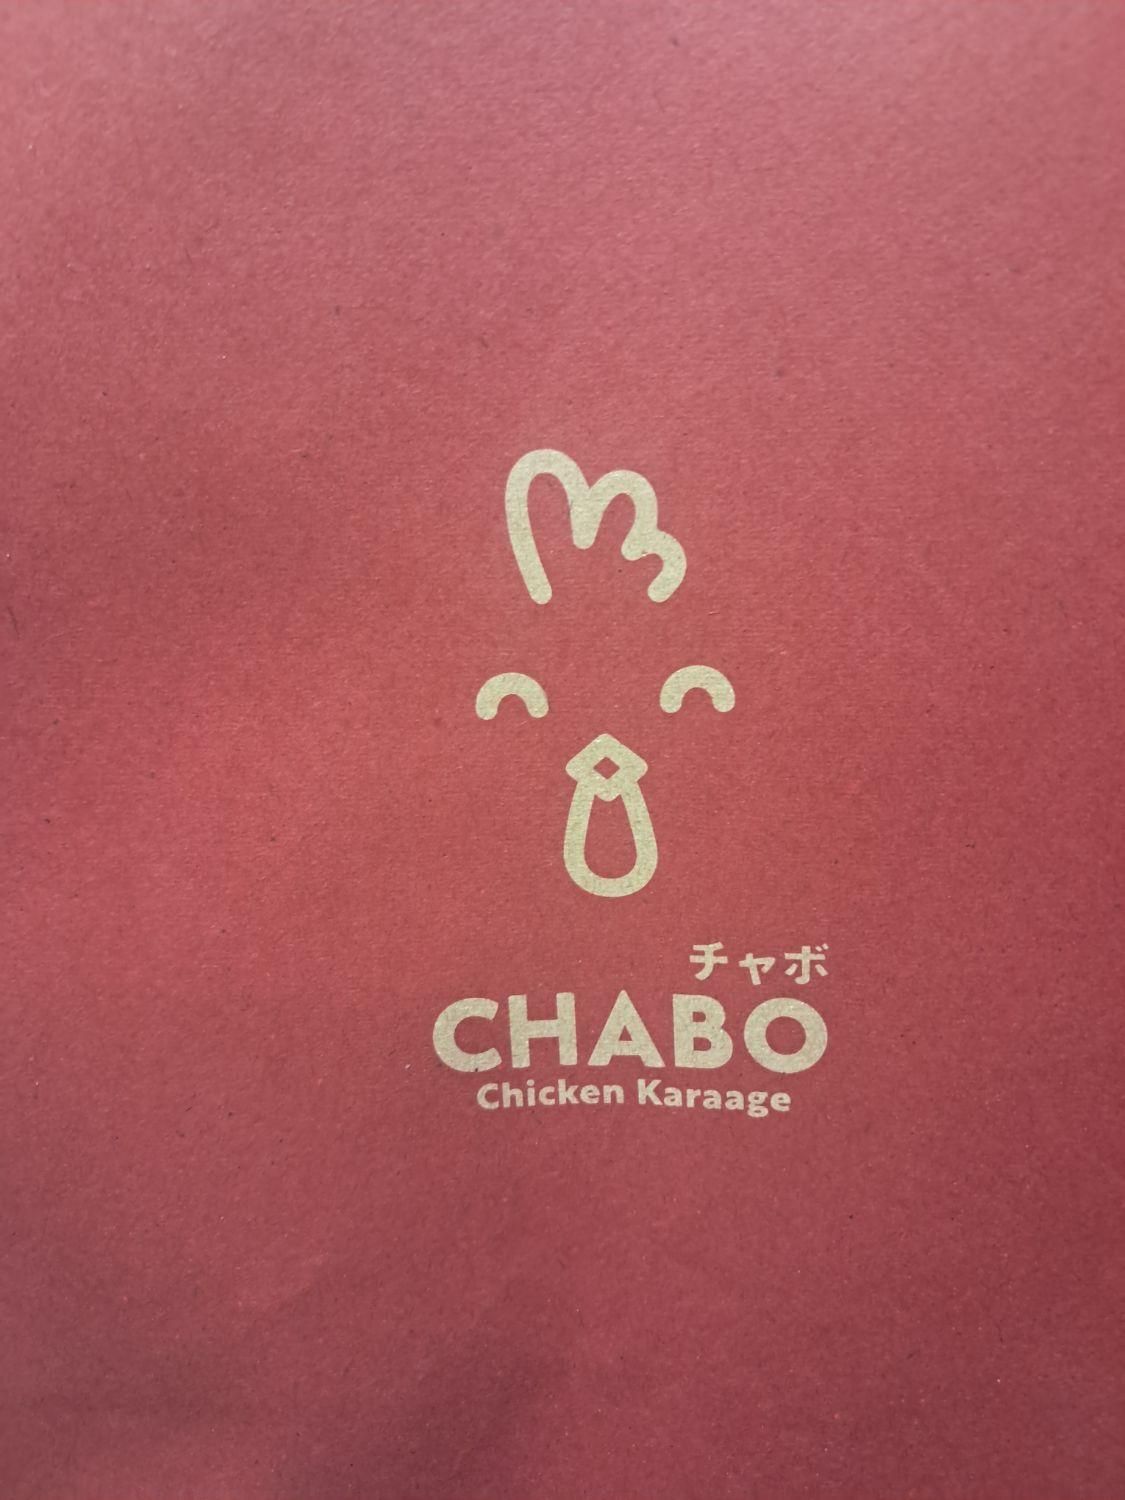 チャボ
CHABO
Chicken Karaage